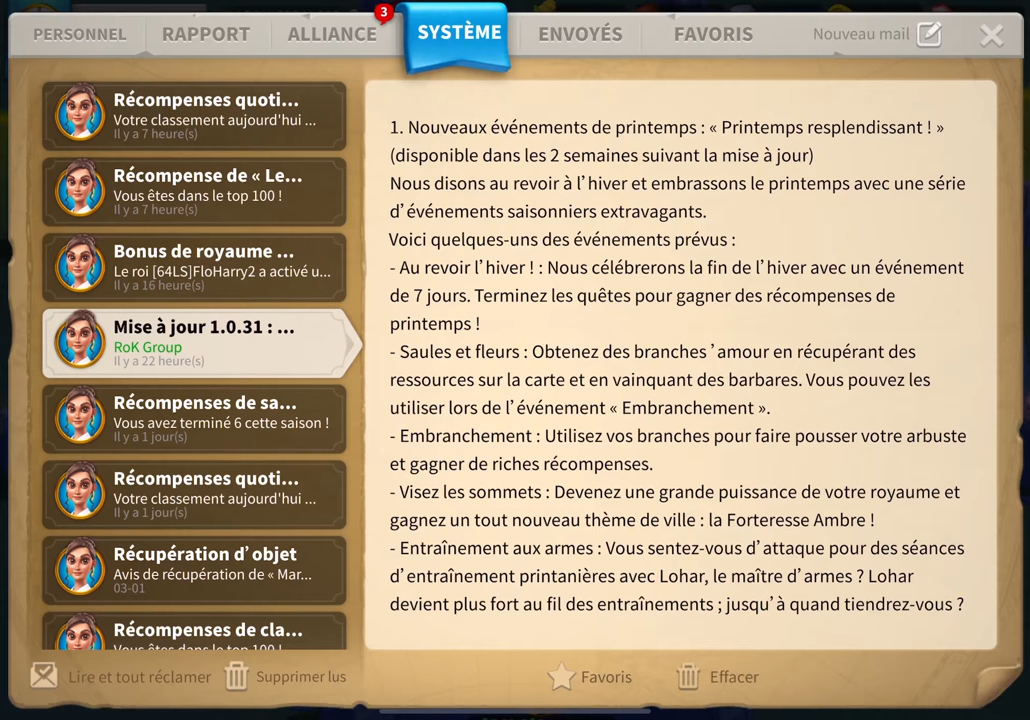 PERSONNEL
RAPPORT
ALLIANCE
3
SYSTÈME
ENVOYÉS
FAVORIS
Nouveau mail
Récompenses quoti...
Votre classement aujourd'hui ...
Il y a 7 heure(s)
Récompense de « Le...
Vous êtes dans le top 100 !
Il y a 7 heure(s)
Bonus de royaume ...
Le roi [64LS]FloHarry2 a activé u...
Il y a 16 heure(s)
Mise à jour 1.0.31 : ...
RoK Group
Il y a 22 heure(s)
Récompenses de sa...
Vous avez terminé 6 cette saison !
Il y a 1 jour(s)
Récompenses quoti...
Votre classement aujourd'hui ...
Il y a 1 jour(s)
Récupération d'objet
Avis de récupération de « Mar...
03-01
Récompenses de cla...
Vous êtes dans le top 100 !
1. Nouveaux événements de printemps : « Printemps resplendissant ! »
(disponible dans les 2 semaines suivant la mise à jour)
Nous disons au revoir à l'hiver et embrassons le printemps avec une série
d'événements saisonniers extravagants.
Voici quelques-uns des événements prévus :
- Au revoir l'hiver ! : Nous célébrerons la fin de l'hiver avec un événement
de 7 jours. Terminez les quêtes pour gagner des récompenses de
printemps !
- Saules et fleurs : Obtenez des branches 'amour en récupérant des
ressources sur la carte et en vainquant des barbares. Vous pouvez les
utiliser lors de l'événement « Embranchement ».
- Embranchement : Utilisez vos branches pour faire pousser votre arbuste
et gagner de riches récompenses.
- Visez les sommets : Devenez une grande puissance de votre royaume et
gagnez un tout nouveau thème de ville : la Forteresse Ambre !
- Entraînement aux armes : Vous sentez-vous d'attaque pour des séances
d'entraînement printanières avec Lohar, le maître d'armes ? Lohar
devient plus fort au fil des entraînements ; jusqu'à quand tiendrez-vous ?
Lire et tout réclamer
Supprimer lus
Favoris
Effacer